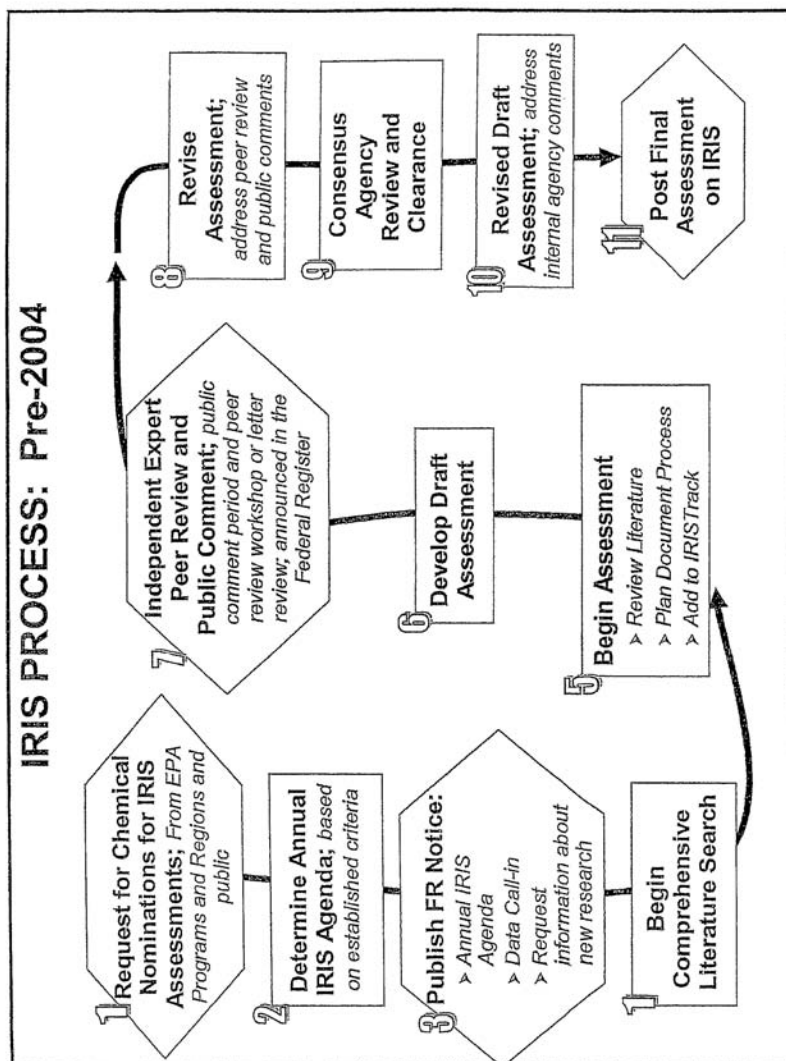 IRIS PROCESS: Pre-2004
1
Request for Chemical
Nominations for IRIS
Assessments; From EPA
Programs and Regions and
public
2
Determine Annual
IRIS Agenda; based
on established criteria
3
Publish FR Notice:
➢ Annual IRIS
Agenda
➢ Data Call-in
➢ Request
information about
new research
1
Begin
Comprehensive
Literature Search
5
Begin Assessment
➢ Review Literature
➢ Plan Document Process
➢ Add to IRISTrack
6
Develop Draft
Assessment
7
Independent Expert
Peer Review and
Public Comment; public
comment period and peer
review workshop or letter
review; announced in the
Federal Register
8
Revise
Assessment;
address peer review
and public comments
9
Consensus
Agency
Review and
Clearance
10
Revised Draft
Assessment; address
internal agency comments
11
Post Final
Assessment
on IRIS